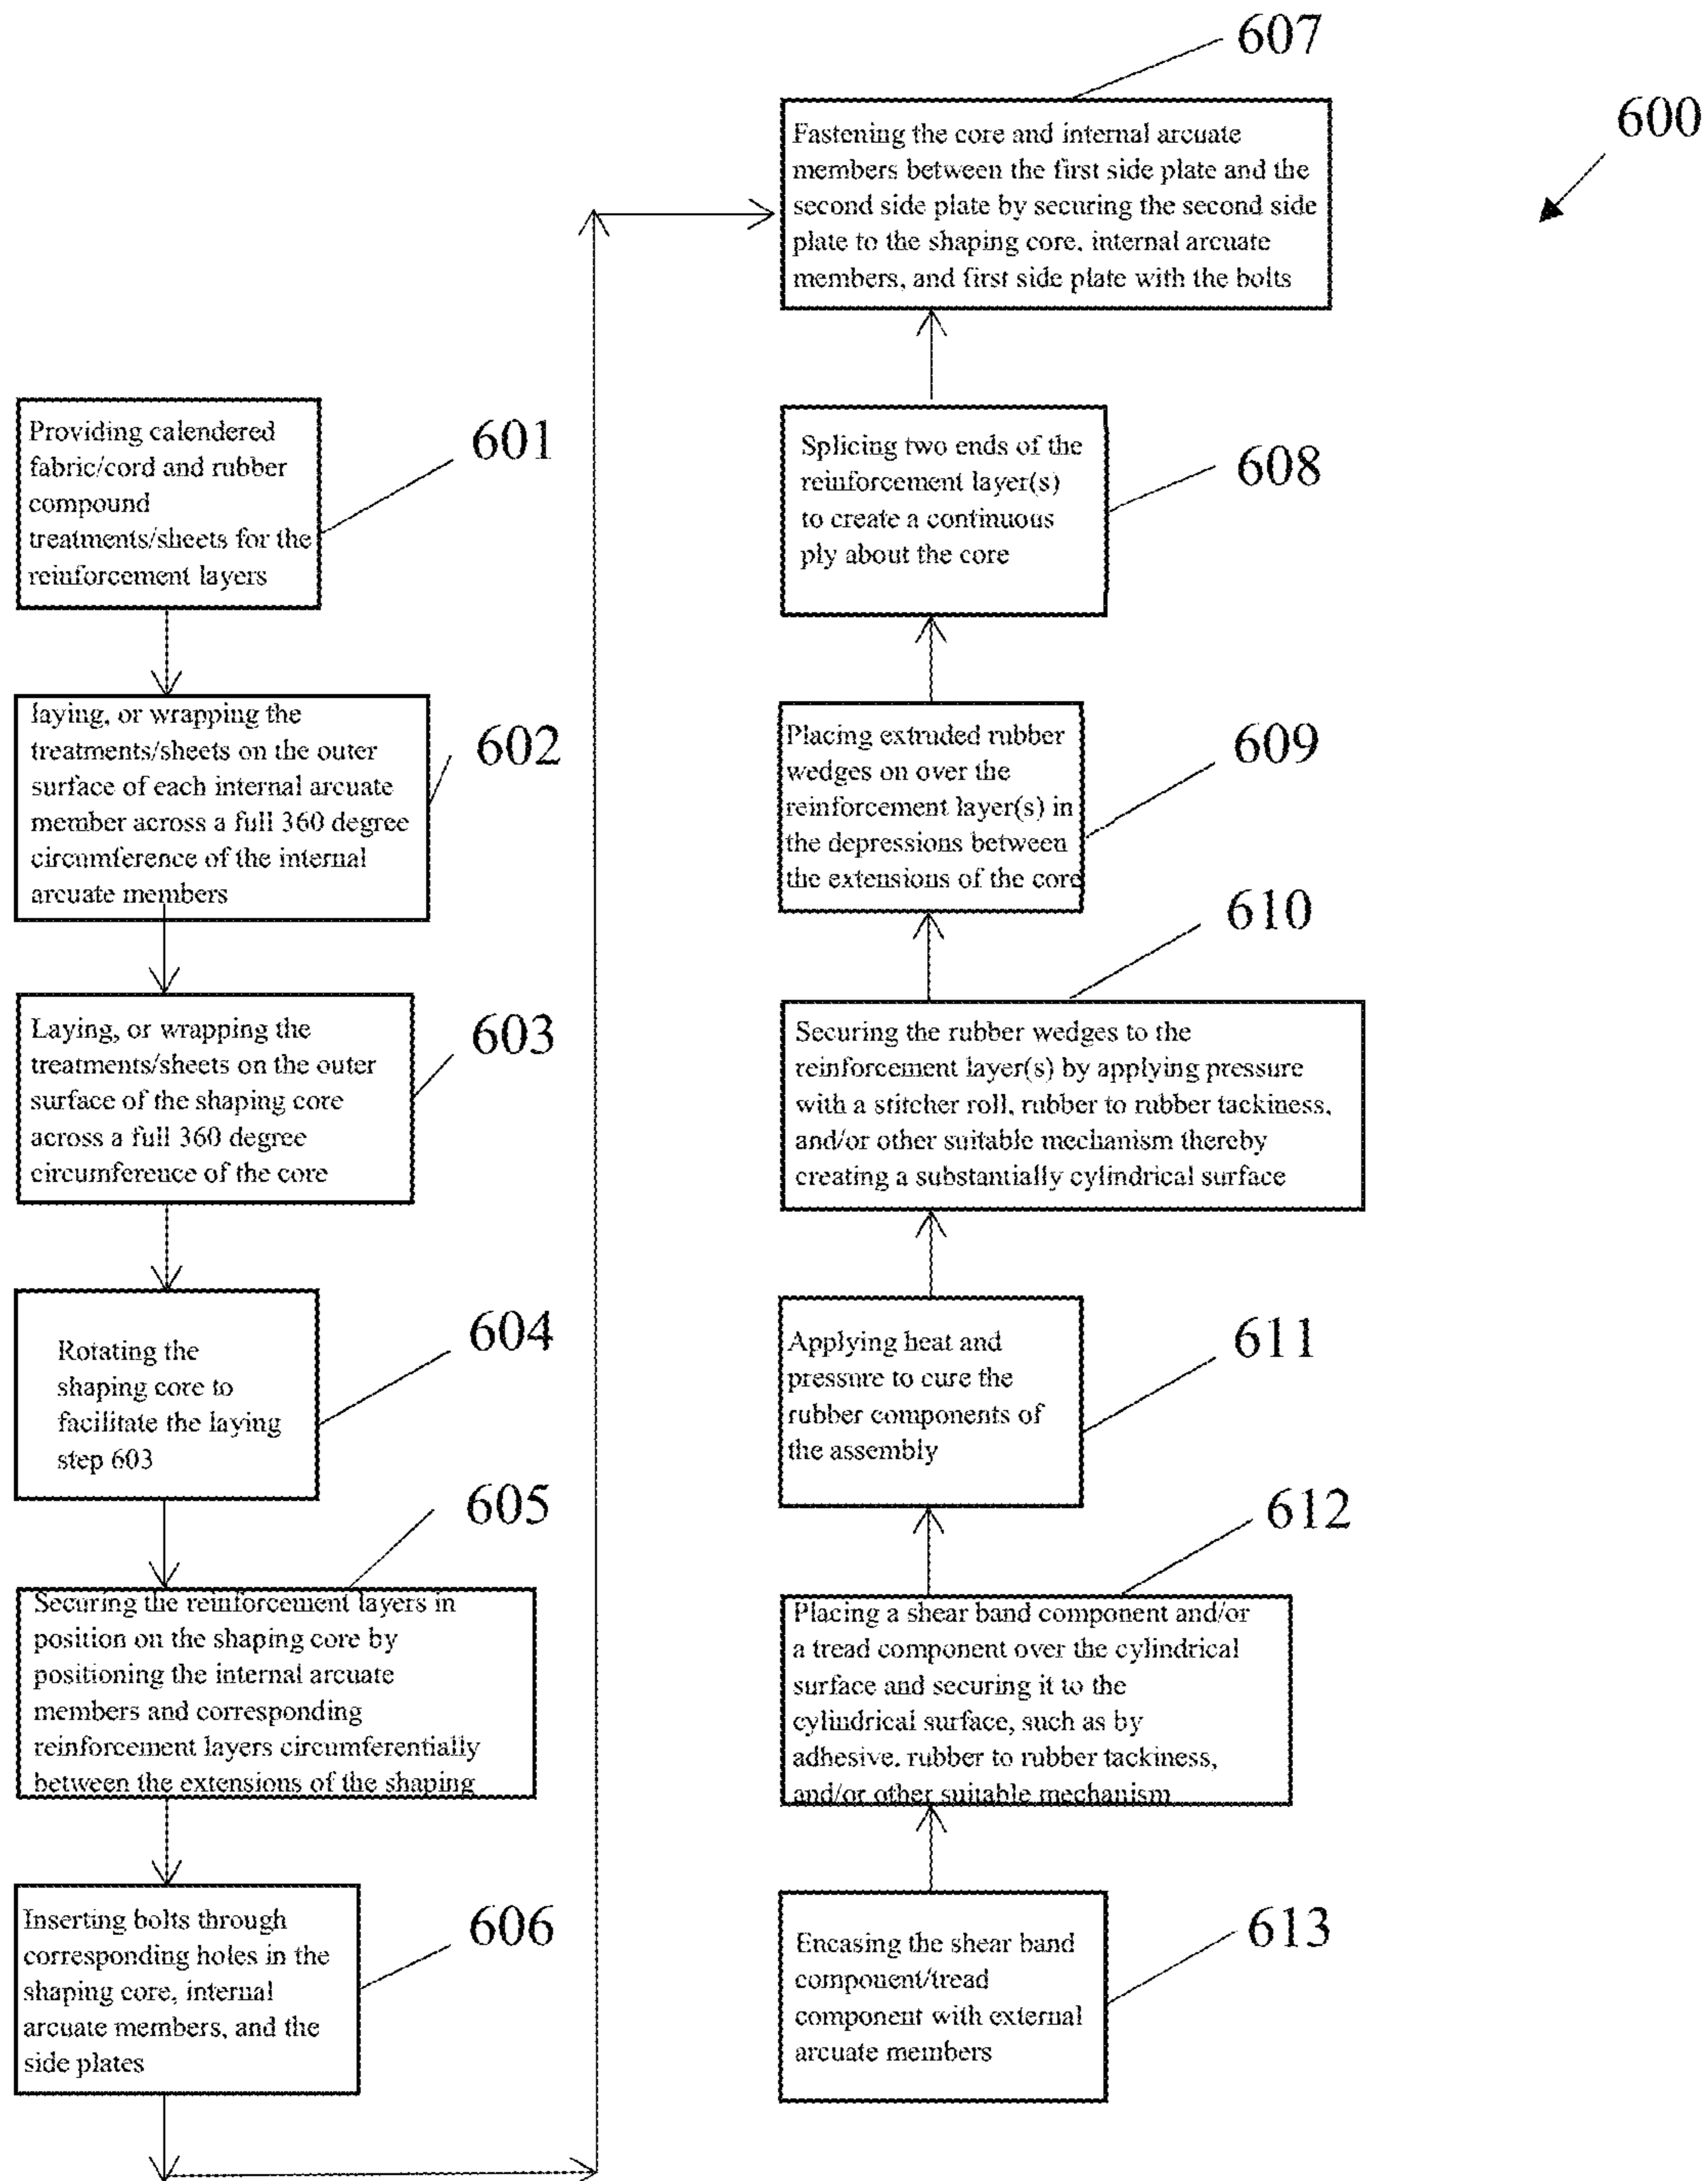 607
600
Fastening the core and internal arcuate
members between the first side plate and the
second side plate by securing the second side
plate to the shaping core, internal arcuate
members, and first side plate with the bolts
Providing calendered
fabric/cord and rubber
compound
treatments/sheets for the
reinforcement layers
601
laying, or wrapping the
treatments/sheets on the outer
surface of each internal arcuate
member across a full 360 degree
circumference of the internal
arcuate members
602
Laying, or wrapping the
treatments/sheets on the outer
surface of the shaping core
across a full 360 degree
circumference of the core
603
Rotating the
shaping core to
facilitate the laying
step 603
604
Securing the reinforcement layers in
position on the shaping core by
positioning the internal arcuate
members and corresponding
reinforcement layers circumferentially
between the extensions of the shaping
605
Inserting bolts through
corresponding holes in the
shaping core, internal
arcuate members, and the
side plates
606
Splicing two ends of the
reinforcement layer(s)
to create a continuous
ply about the core
608
Placing extruded rubber
wedges on over the
reinforcement layer(s) in
the depressions between
the extensions of the core
609
Securing the rubber wedges to the
reinforcement layer(s) by applying pressure
with a stitcher roll, rubber to rubber tackiness,
and/or other suitable mechanism thereby
creating a substantially cylindrical surface
610
Applying heat and
pressure to cure the
rubber components of
the assembly
611
Placing a shear band component and/or
a tread component over the cylindrical
surface and securing it to the
cylindrical surface, such as by
adhesive, rubber to rubber tackiness,
and/or other suitable mechanism
612
Encasing the shear band
component/tread
component with external
arcuate members
613